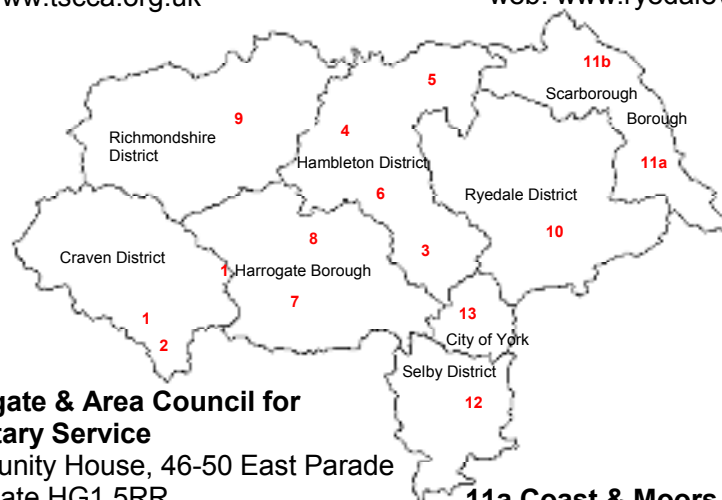 ww.tscca.org.uk
web: www.ryedale
11b
5
Scarborough
9
Borough
4
Richmondshire
District
Hambleton District
11a
6
Ryedale District
10
8
3
Craven District
1 Harrogate Borough
7
13
1
2
City of York
Selby District
12
gate & Area Council for
tary Service
unity House, 46-50 East Parade
ate HG1 5RR
11a Coast & Moors